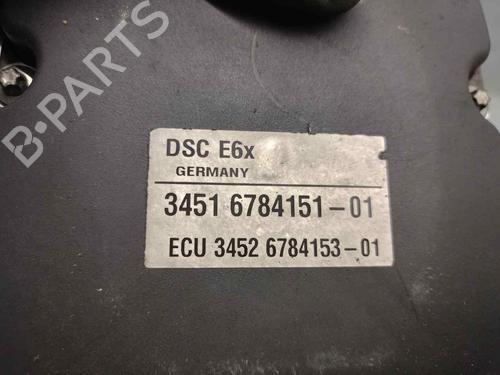 B-PARTS
DSC E6x
GERMANY
3451 6784151-01
ECU 3452 6784153-01